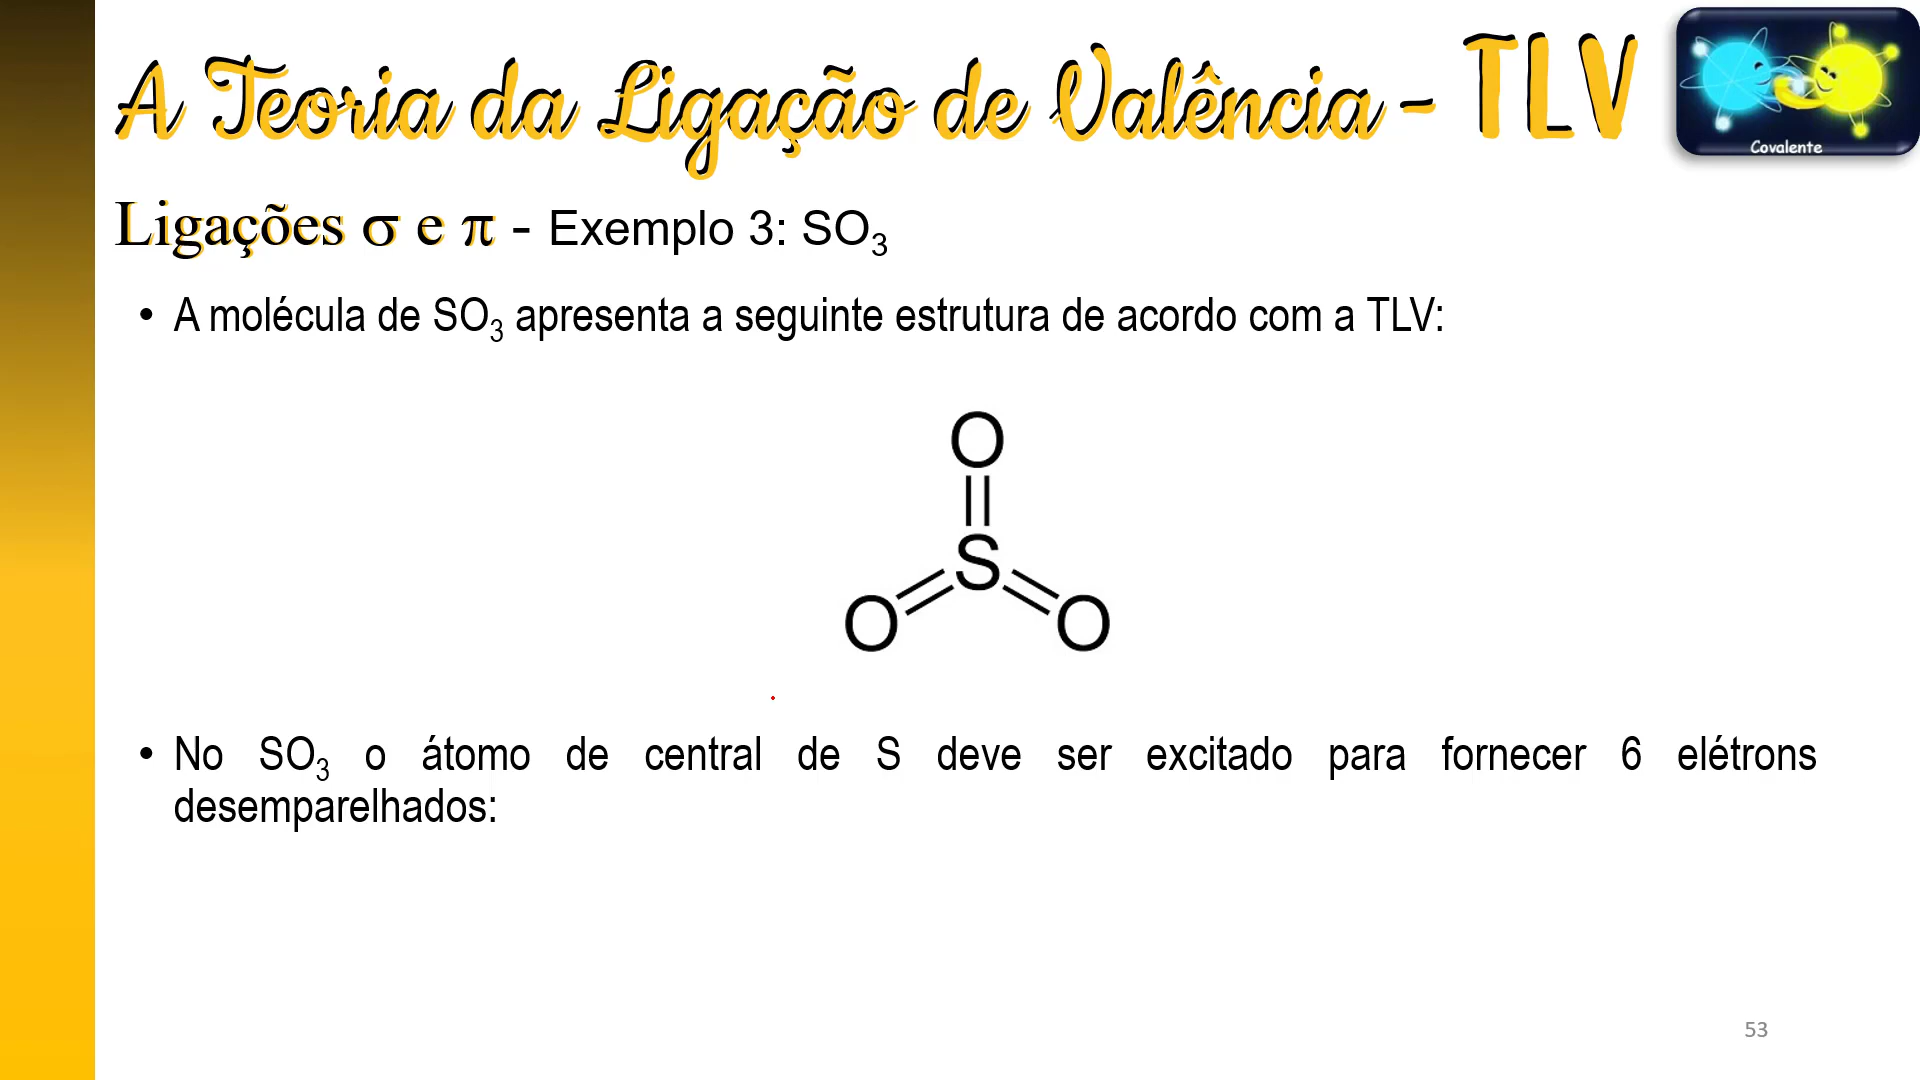 A Teoria da Ligação de Valência - TLV
Covalente
Ligações σ e π - Exemplo 3: SO₃
• A molécula de SO₃ apresenta a seguinte estrutura de acordo com a TLV:
O
S
O O
• No SO₃ o átomo de central de S deve ser excitado para fornecer 6 elétrons
desemparelhados:
53